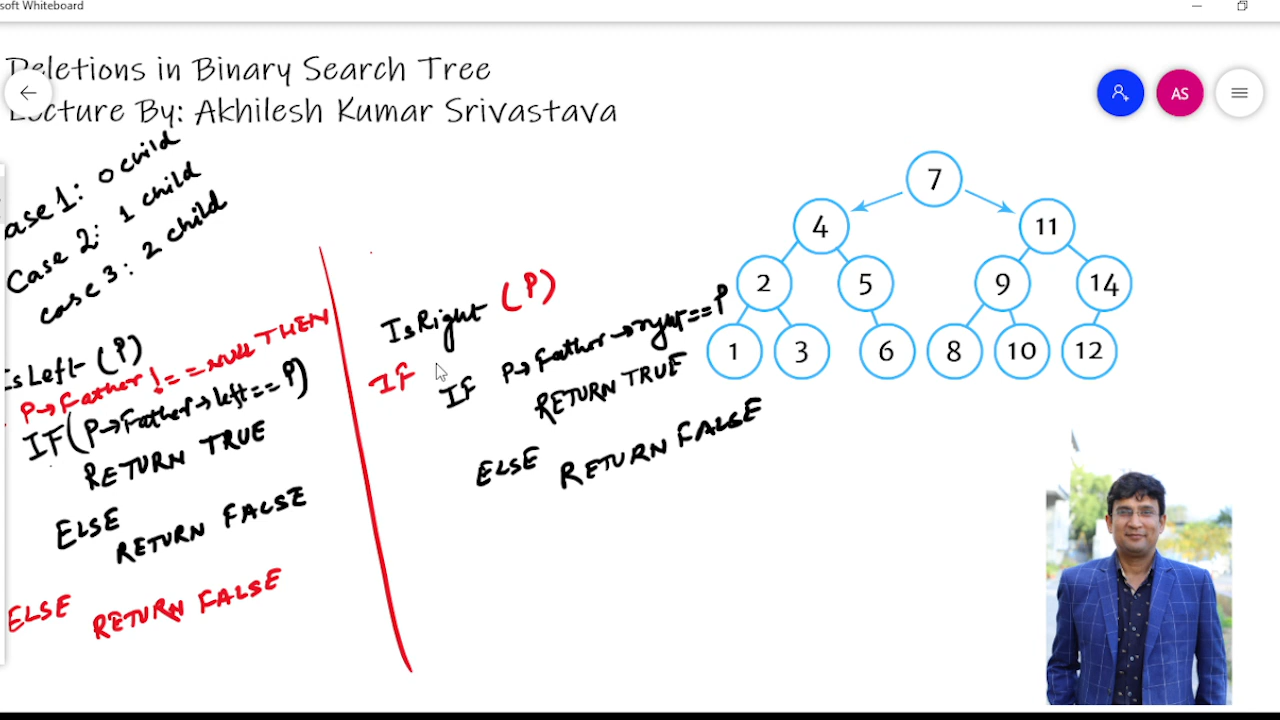 soft Whiteboard
Deletions in Binary Search Tree
Lecture By: Akhilesh Kumar Srivastava
AS
ase 1: 0 child
Case 2: 1 child
case 3: 2 child
IsLeft (P)
P→Father != = NULL THEN
IF (P→Father→left == P)
RETURN TRUE
ELSE
RETURN FALSE
ELSE RETURN FALSE
IsRight (P)
IF
IF P→Father→right == P
RETURN TRUE
ELSE RETURN FALSE
7
4 11
2 5 9 14
1 3 6 8 10 12